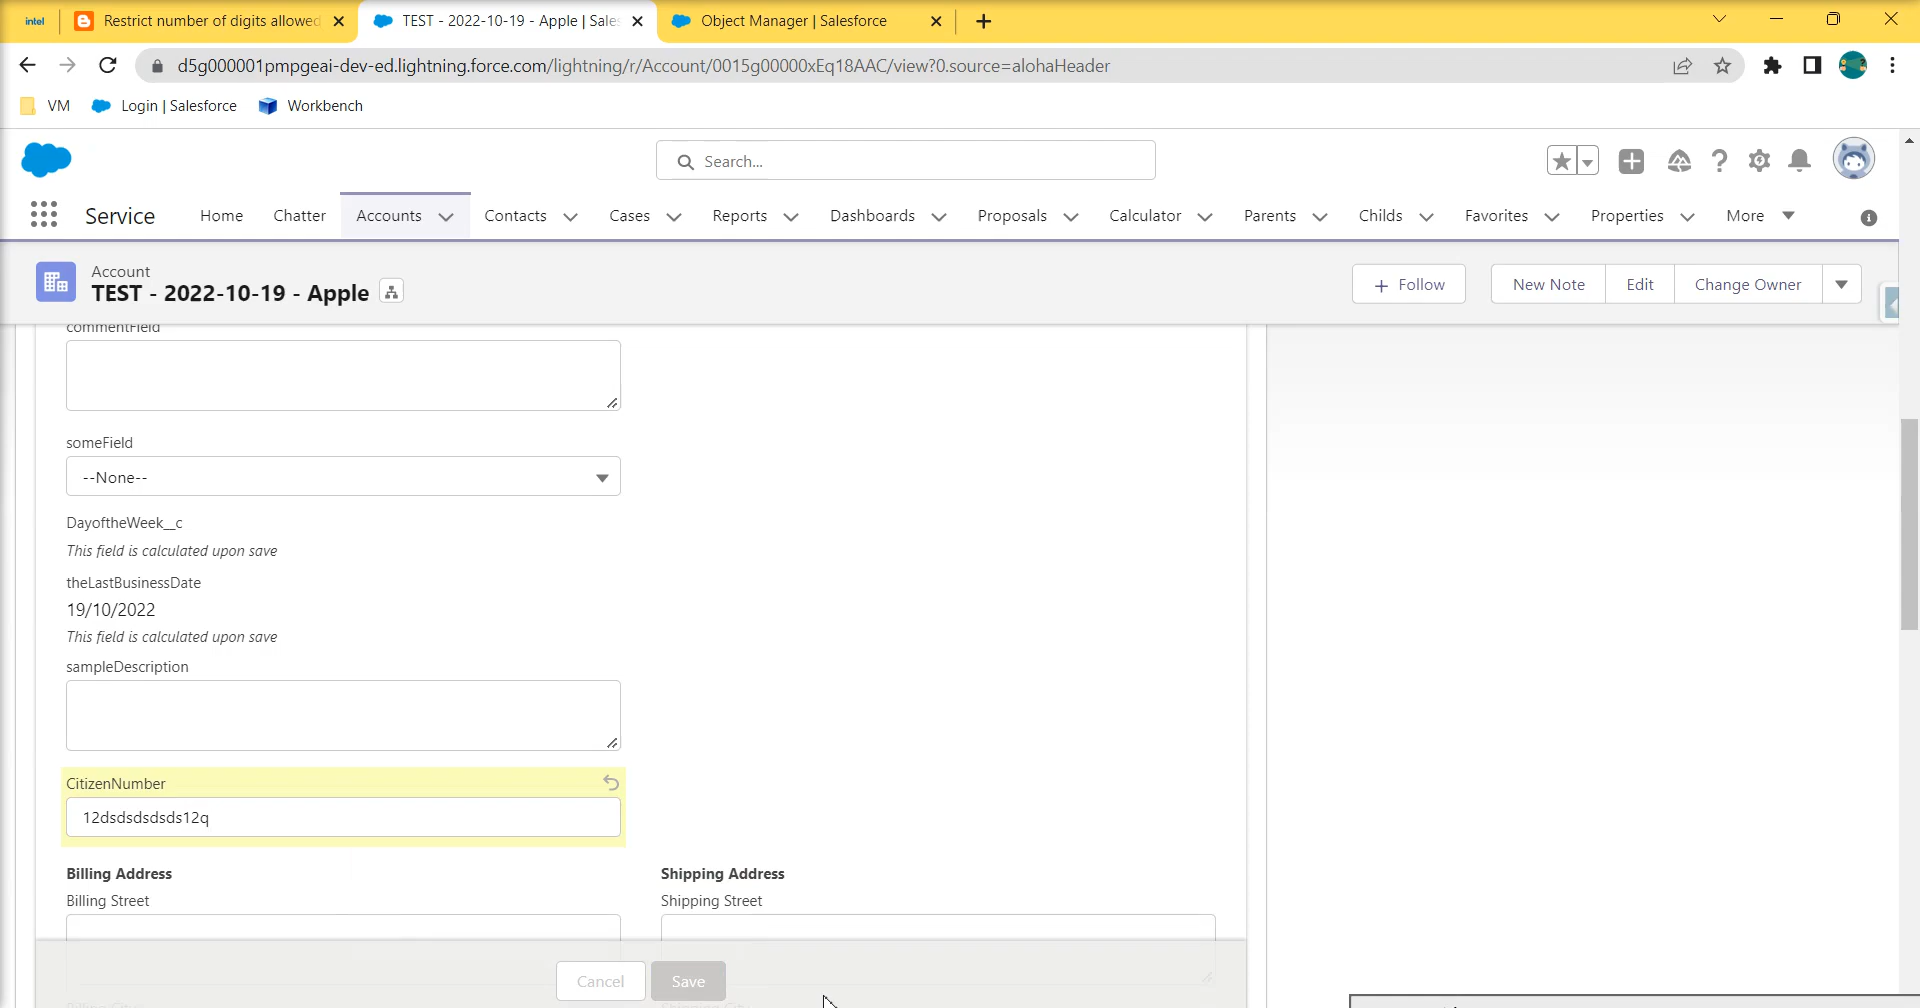 intel
Restrict number of digits allowed
TEST - 2022-10-19 - Apple | Sales
Object Manager | Salesforce
d5g000001pmpgeai-dev-ed.lightning.force.com/lightning/r/Account/0015g00000xEq18AAC/view?0.source=alohaHeader
VM
Login | Salesforce
Workbench
Search...
Service
Home
Chatter
Accounts
Contacts
Cases
Reports
Dashboards
Proposals
Calculator
Parents
Childs
Favorites
Properties
More
Account
TEST - 2022-10-19 - Apple
Follow
New Note
Edit
Change Owner
commentField
someField
--None--
DayoftheWeek__c
This field is calculated upon save
theLastBusinessDate
19/10/2022
This field is calculated upon save
sampleDescription
CitizenNumber
12dsdsdsdsds12q
Billing Address
Shipping Address
Billing Street
Shipping Street
Cancel
Save